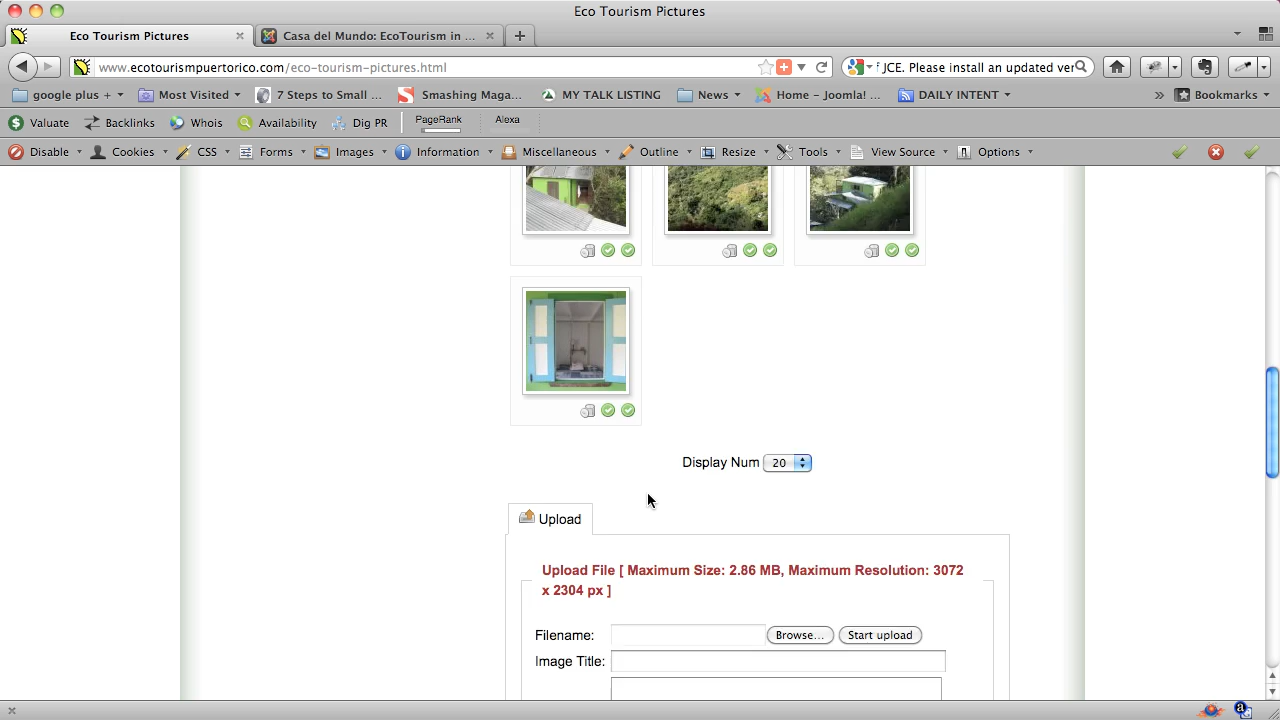 Eco Tourism Pictures
Eco Tourism Pictures
Casa del Mundo: EcoTourism in ...
www.ecotourismpuertorico.com/eco-tourism-pictures.html
JCE. Please install an updated ver
google plus +
Most Visited
7 Steps to Small ...
Smashing Maga...
MY TALK LISTING
News
Home – Joomla! ...
DAILY INTENT
»
Bookmarks
Valuate
Backlinks
Whois
Availability
Dig PR
PageRank
Alexa
Disable
Cookies
CSS
Forms
Images
Information
Miscellaneous
Outline
Resize
Tools
View Source
Options
Display Num 20
Upload
Upload File [ Maximum Size: 2.86 MB, Maximum Resolution: 3072
x 2304 px ]
Filename:
Browse...
Start upload
Image Title: